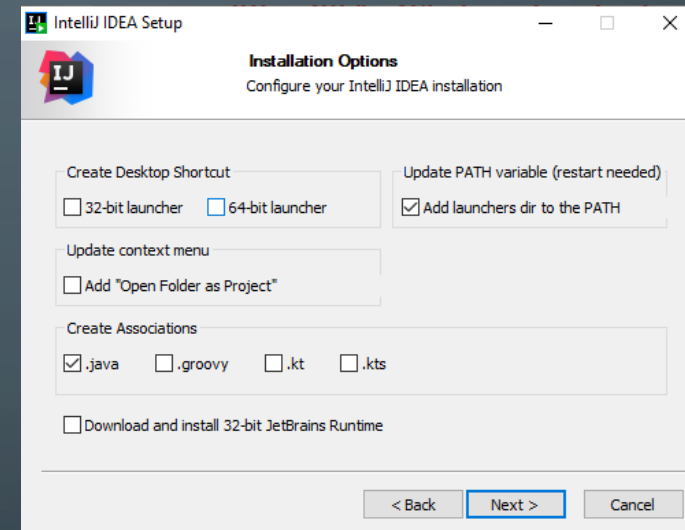 IntelliJ IDEA Setup
IJ
Installation Options
Configure your IntelliJ IDEA installation
Create Desktop Shortcut
32-bit launcher 64-bit launcher
Update PATH variable (restart needed)
Add launchers dir to the PATH
Update context menu
Add "Open Folder as Project"
Create Associations
.java .groovy .kt .kts
Download and install 32-bit JetBrains Runtime
< Back Next > Cancel